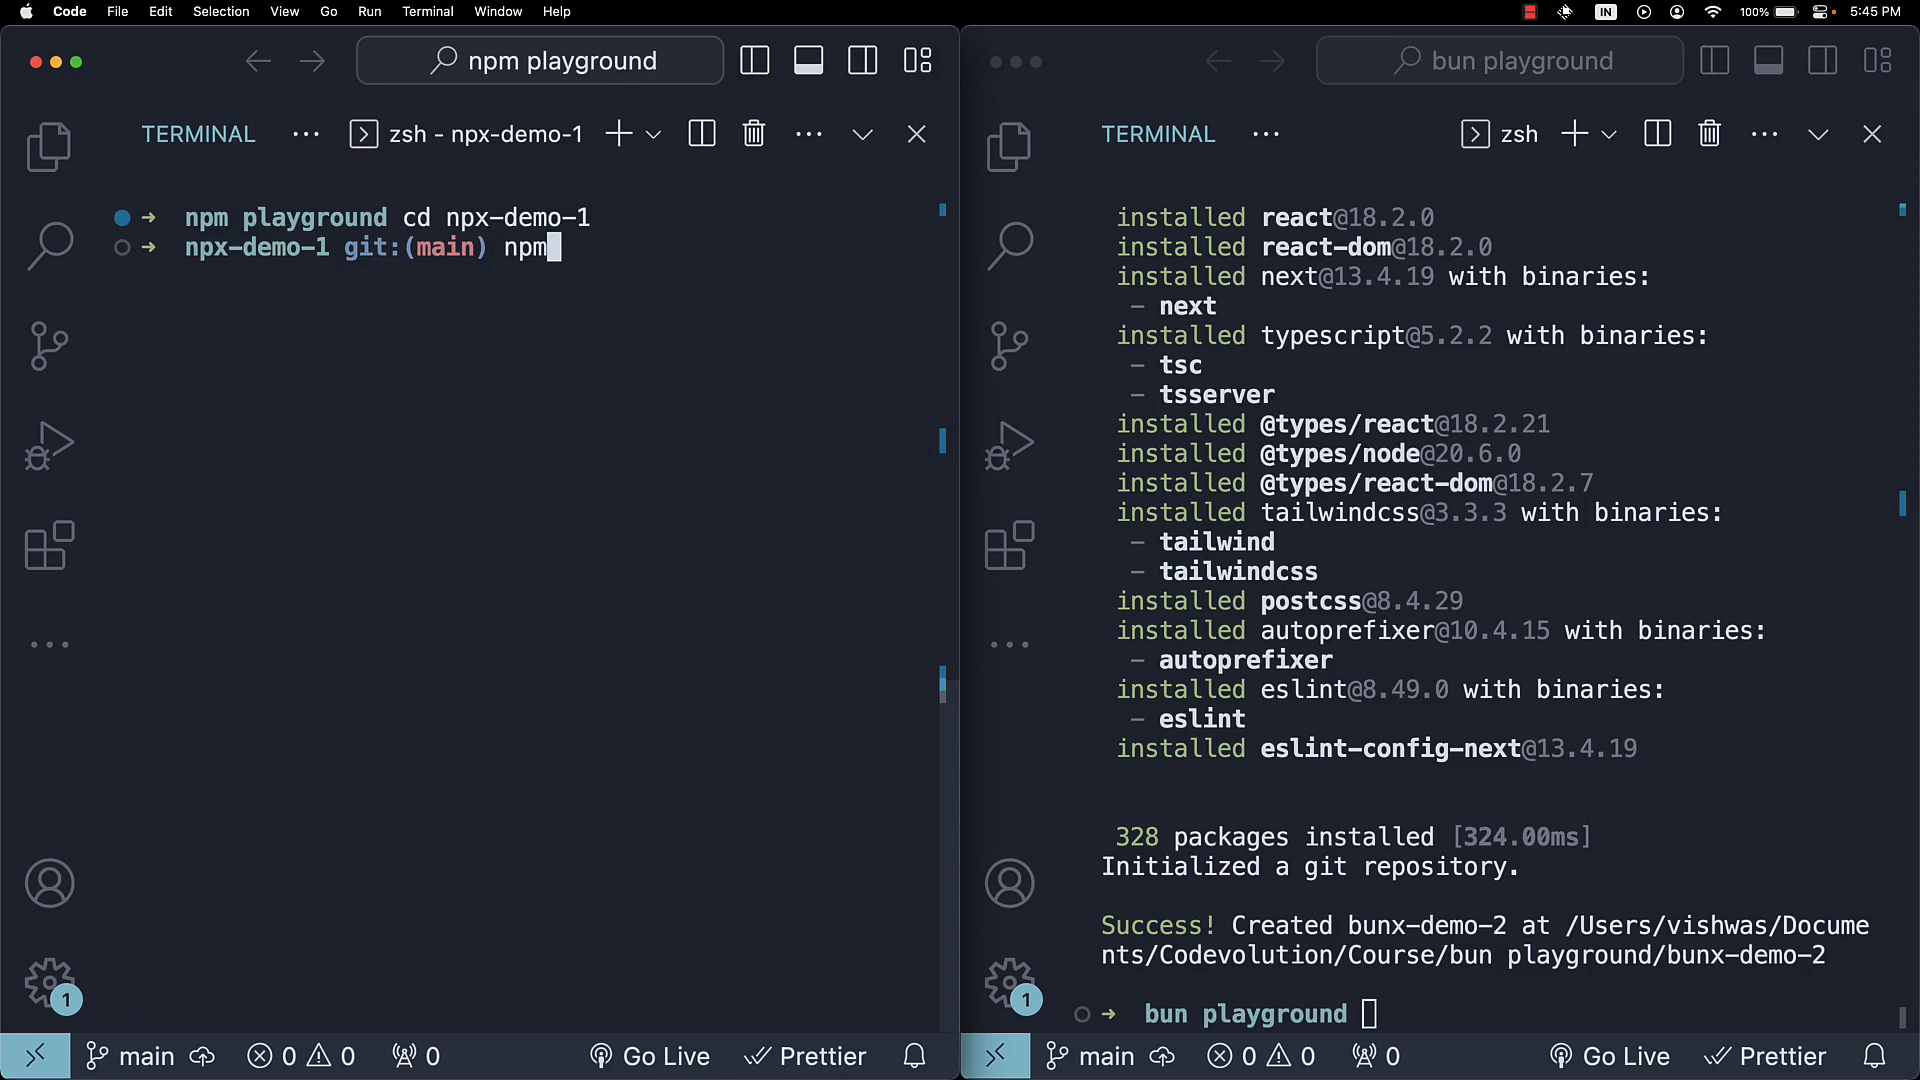 Code File Edit Selection View Go Run Terminal Window Help
IN 100% 5:45 PM
npm playground
TERMINAL ··· zsh - npx-demo-1
➜ npm playground cd npx-demo-1
➜ npx-demo-1 git:(main) npm
1
main 0 0 0 Go Live Prettier
bun playground
TERMINAL ··· zsh
installed react@18.2.0
installed react-dom@18.2.0
installed next@13.4.19 with binaries:
- next
installed typescript@5.2.2 with binaries:
- tsc
- tsserver
installed @types/react@18.2.21
installed @types/node@20.6.0
installed @types/react-dom@18.2.7
installed tailwindcss@3.3.3 with binaries:
- tailwind
- tailwindcss
installed postcss@8.4.29
installed autoprefixer@10.4.15 with binaries:
- autoprefixer
installed eslint@8.49.0 with binaries:
- eslint
installed eslint-config-next@13.4.19
328 packages installed [324.00ms]
Initialized a git repository.
Success! Created bunx-demo-2 at /Users/vishwas/Docume
nts/Codevolution/Course/bun playground/bunx-demo-2
➜ bun playground
1
main 0 0 0 Go Live Prettier